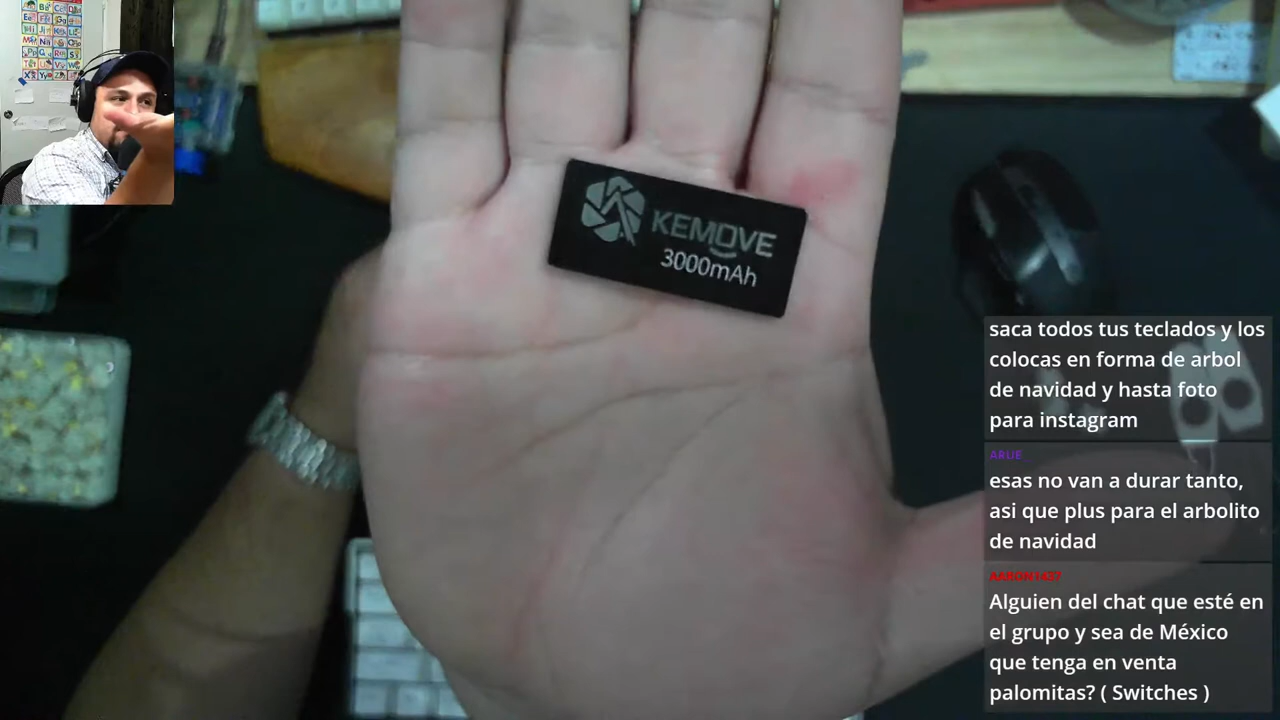 KEMOVE
3000mAh
saca todos tus teclados y los
colocas en forma de arbol
de navidad y hasta foto
para instagram
ARUE
esas no van a durar tanto,
asi que plus para el arbolito
de navidad
Alguien del chat que esté en
el grupo y sea de México
que tenga en venta
palomitas? ( Switches )